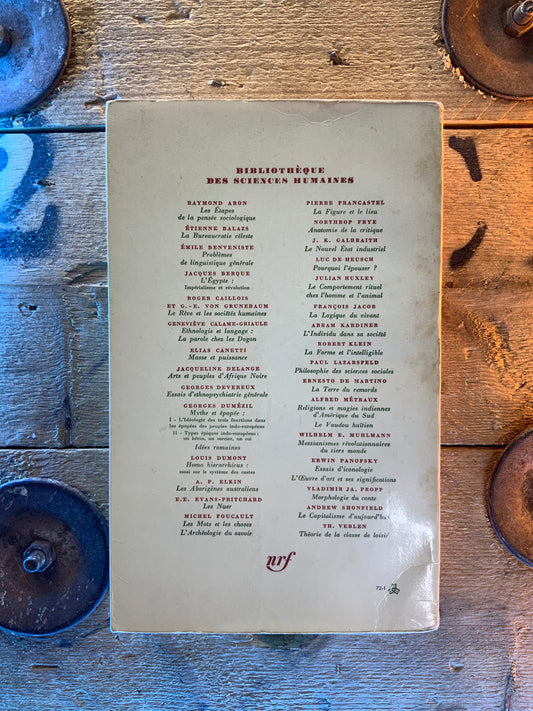 BIBLIOTHÈQUE
DES SCIENCES HUMAINES
RAYMOND ARON
Les Étapes
de la pensée sociologique
ÉTIENNE BALAZS
La Bureaucratie céleste
ÉMILE BENVENISTE
Problèmes
de linguistique générale
JACQUES BERQUE
L'Égypte :
Impérialisme et révolution
ROGER CAILLOIS
ET G.-E. VON GRUNEBAUM
Le Rêve et les sociétés humaines
GENEVIÈVE CALAME-GRIAULE
Ethnologie et langage :
La parole chez les Dogon
ELIAS CANETTI
Masse et puissance
JACQUELINE DELANGE
Arts et peuples d'Afrique Noire
GEORGES DEVEREUX
Essais d'ethnopsychiatrie générale
GEORGES DUMÉZIL
Mythe et épopée :
I - L'Idéologie des trois fonctions dans
les épopées des peuples indo-européens
II - Types épiques indo-européens :
un héros, un sorcier, un roi
Idées romaines
LOUIS DUMONT
Homo hierarchicus :
essai sur le système des castes
A. P. ELKIN
Les Aborigènes australiens
E.E. EVANS-PRITCHARD
Les Nuer
MICHEL FOUCAULT
Les Mots et les choses
L'Archéologie du savoir
PIERRE FRANCASTEL
La Figure et le lieu
NORTHROP FRYE
Anatomie de la critique
J. K. GALBRAITH
Le Nouvel État industriel
LUC DE HEUSCH
Pourquoi l'épouser ?
JULIAN HUXLEY
Le Comportement rituel
chez l'homme et l'animal
FRANÇOIS JACOB
La Logique du vivant
ABRAM KARDINER
L'Individu dans sa société
ROBERT KLEIN
La Forme et l'intelligible
PAUL LAZARSFELD
Philosophie des sciences sociales
ERNESTO DE MARTINO
La Terre du remords
ALFRED MÉTRAUX
Religions et magies indiennes
d'Amérique du Sud
Le Vaudou haïtien
WILHELM E. MUHLMANN
Messianismes révolutionnaires
du tiers monde
ERWIN PANOFSKY
Essais d'iconologie
L'Œuvre d'art et ses significations
VLADIMIR JA. PROPP
Morphologie du conte
ANDREW SHONFIELD
Le Capitalisme d'aujourd'hui
TH. VEBLEN
Théorie de la classe de loisir
nrf
72-I